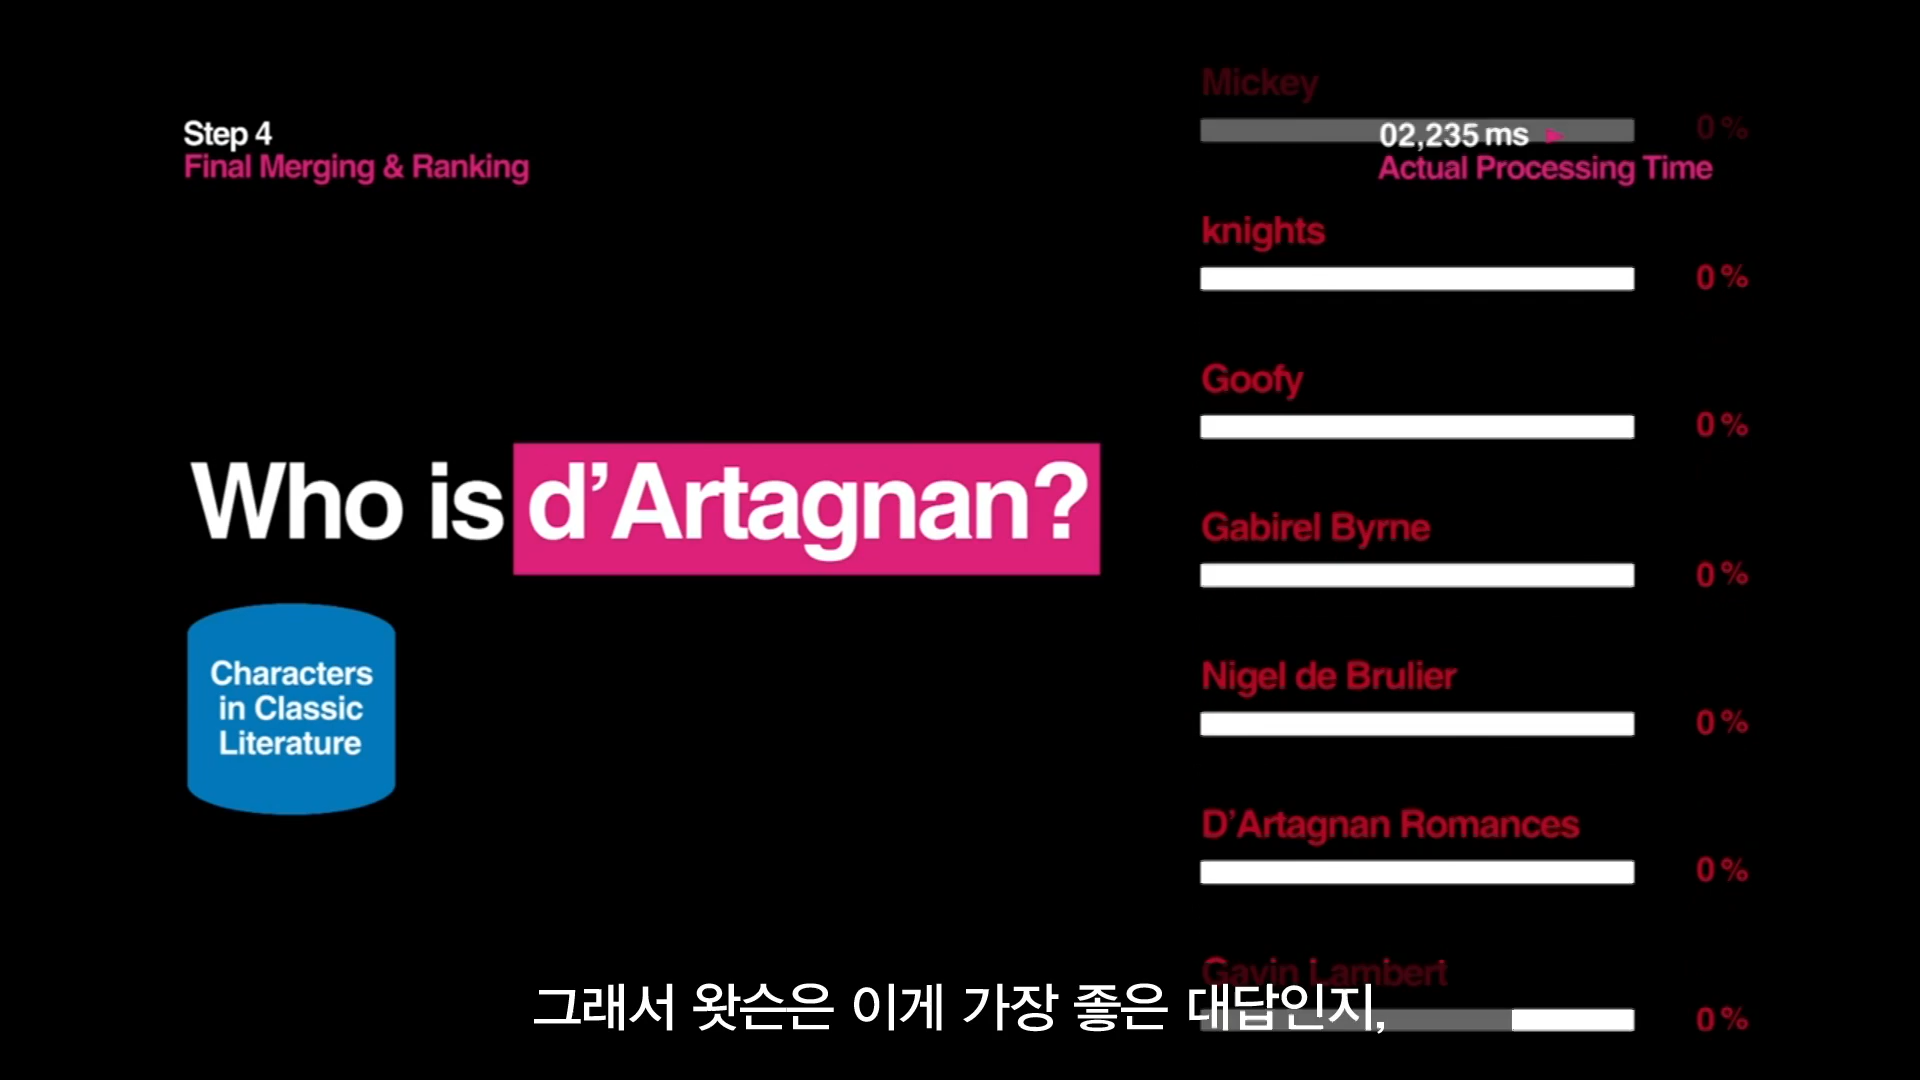 Step 4
Final Merging & Ranking
Who is d’Artagnan?
Characters
in Classic
Literature
Mickey
0%
02,235 ms
Actual Processing Time
knights
0%
Goofy
0%
Gabirel Byrne
0%
Nigel de Brulier
0%
D’Artagnan Romances
0%
Gavin Lambert
0%
그래서 왓슨은 이게 가장 좋은 대답인지,